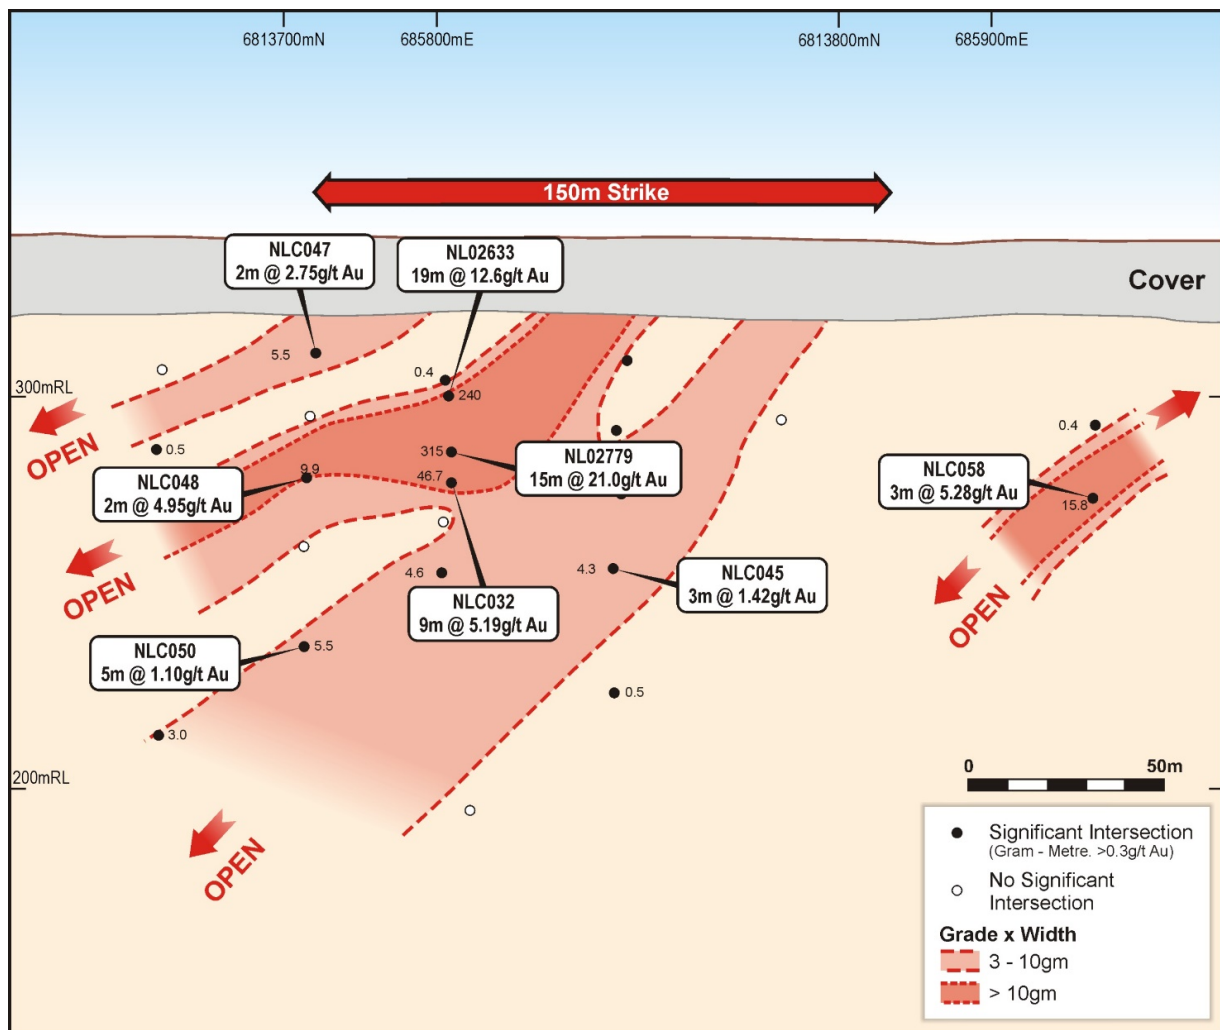 6813700mN
685800mE
6813800mN
685900mE
150m Strike
NLC047
2m @ 2.75g/t Au
NL02633
19m @ 12.6g/t Au
Cover
5.5
0.4
240
300mRL
OPEN
0.5
0.4
NLC048
2m @ 4.95g/t Au
9.9
315
46.7
NL02779
15m @ 21.0g/t Au
NLC058
3m @ 5.28g/t Au
15.8
OPEN
4.6
4.3
NLC045
3m @ 1.42g/t Au
OPEN
NLC032
9m @ 5.19g/t Au
NLC050
5m @ 1.10g/t Au
5.5
0.5
3.0
200mRL
0
50m
OPEN
Significant Intersection
(Gram - Metre. >0.3g/t Au)
No Significant
Intersection
Grade x Width
3 - 10gm
> 10gm